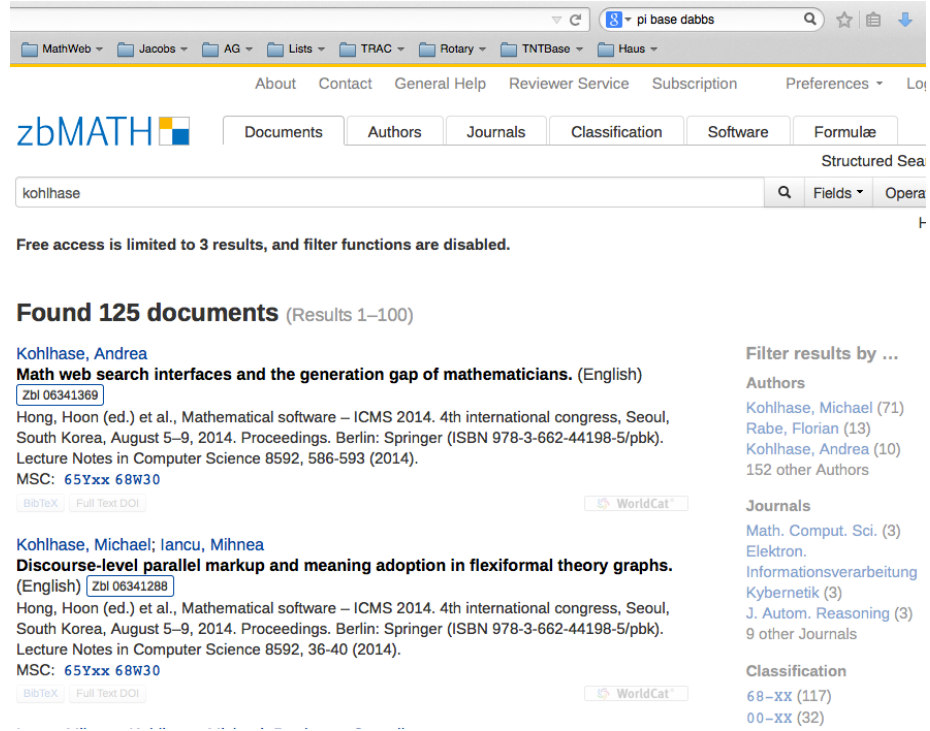 pi base dabbs
MathWeb Jacobs AG Lists TRAC Rotary TNTBase Haus
About Contact General Help Reviewer Service Subscription Preferences
zbMATH
Documents Authors Journals Classification Software Formulæ
Structured
kohlhase
Fields
Free access is limited to 3 results, and filter functions are disabled.
Found 125 documents (Results 1–100)
Kohlhase, Andrea
Math web search interfaces and the generation gap of mathematicians. (English)
Zbl 06341369
Hong, Hoon (ed.) et al., Mathematical software – ICMS 2014. 4th international congress, Seoul,
South Korea, August 5–9, 2014. Proceedings. Berlin: Springer (ISBN 978-3-662-44198-5/pbk).
Lecture Notes in Computer Science 8592, 586-593 (2014).
MSC: 65Yxx 68W30
BibTeX Full Text DOI WorldCat
Kohlhase, Michael; Iancu, Mihnea
Discourse-level parallel markup and meaning adoption in flexiformal theory graphs.
(English) Zbl 06341288
Hong, Hoon (ed.) et al., Mathematical software – ICMS 2014. 4th international congress, Seoul,
South Korea, August 5–9, 2014. Proceedings. Berlin: Springer (ISBN 978-3-662-44198-5/pbk).
Lecture Notes in Computer Science 8592, 36-40 (2014).
MSC: 65Yxx 68W30
BibTeX Full Text DOI WorldCat
Filter results by …
Authors
Kohlhase, Michael (71)
Rabe, Florian (13)
Kohlhase, Andrea (10)
152 other Authors
Journals
Math. Comput. Sci. (3)
Elektron.
Informationsverarbeitung
Kybernetik (3)
J. Autom. Reasoning (3)
9 other Journals
Classification
68-XX (117)
00-XX (32)